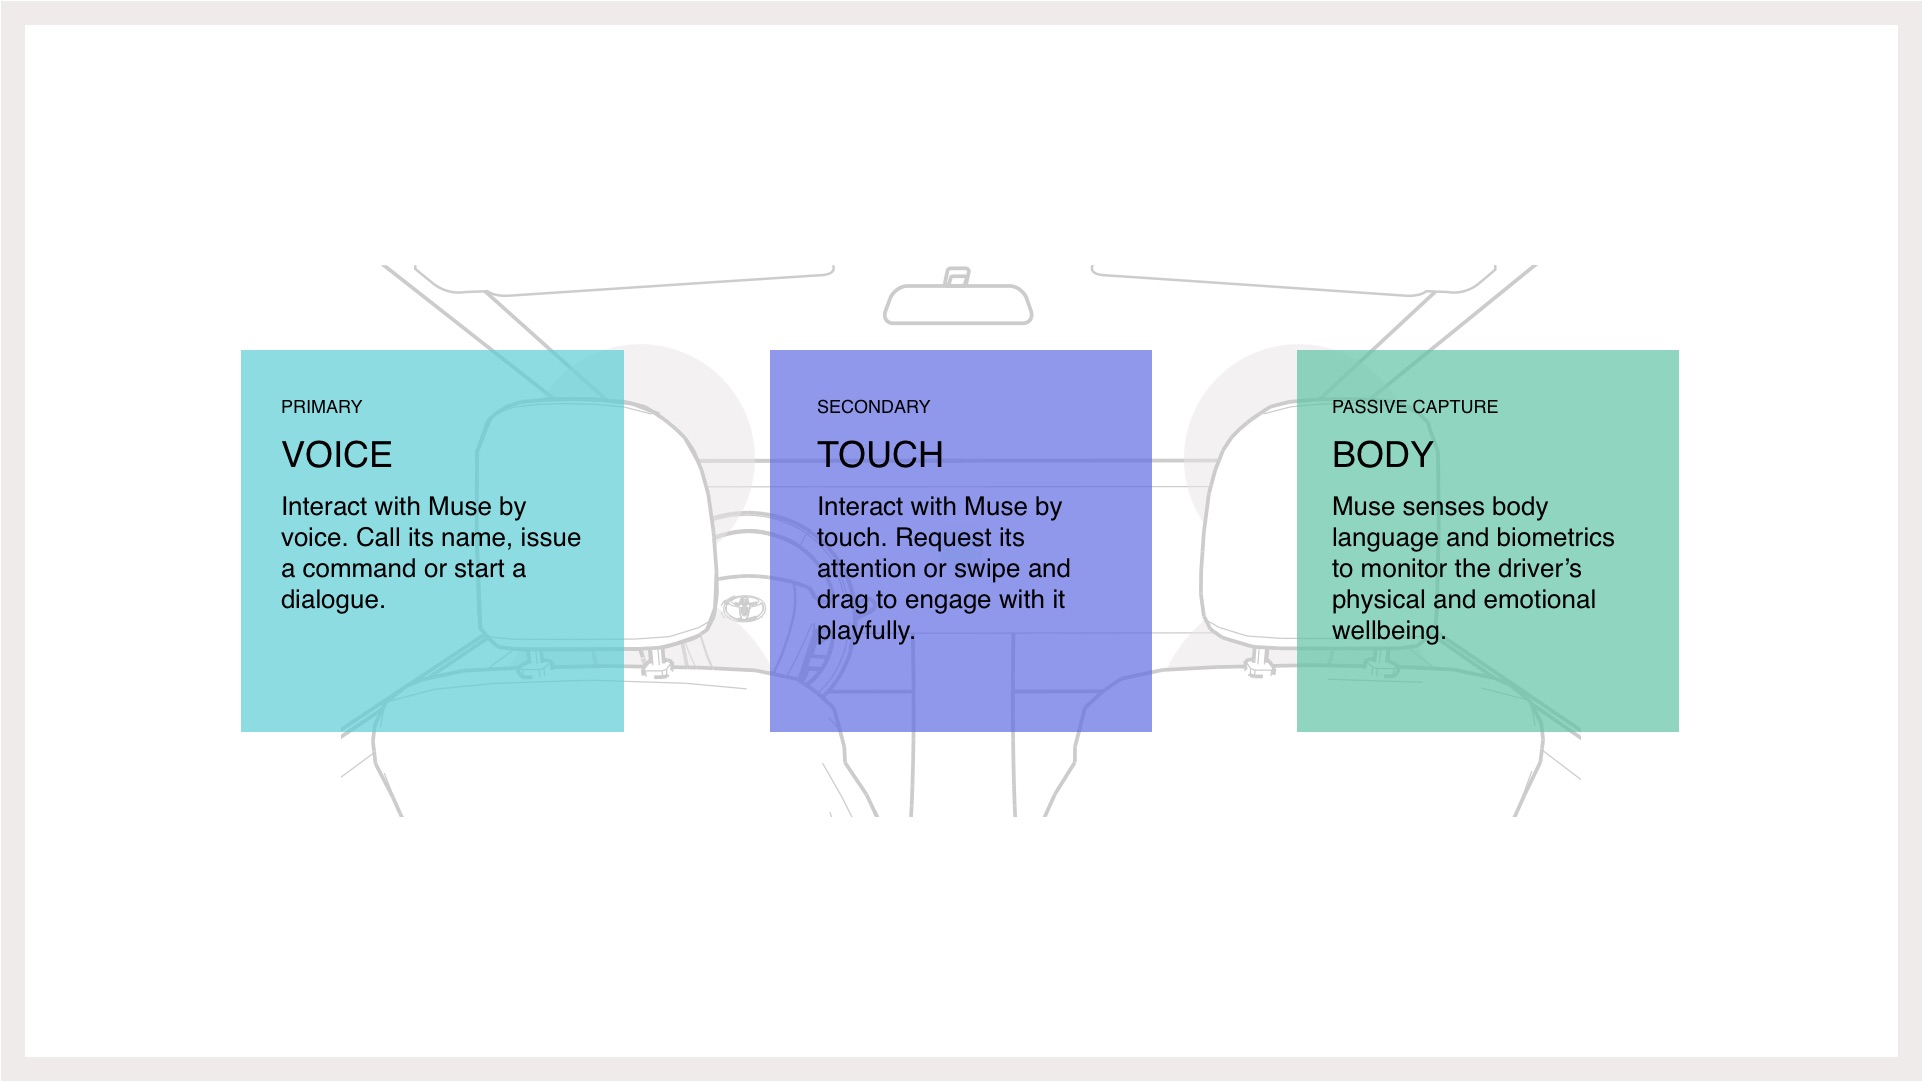 PRIMARY
VOICE
Interact with Muse by
voice. Call its name, issue
a command or start a
dialogue.
SECONDARY
TOUCH
Interact with Muse by
touch. Request its
attention or swipe and
drag to engage with it
playfully.
PASSIVE CAPTURE
BODY
Muse senses body
language and biometrics
to monitor the driver’s
physical and emotional
wellbeing.